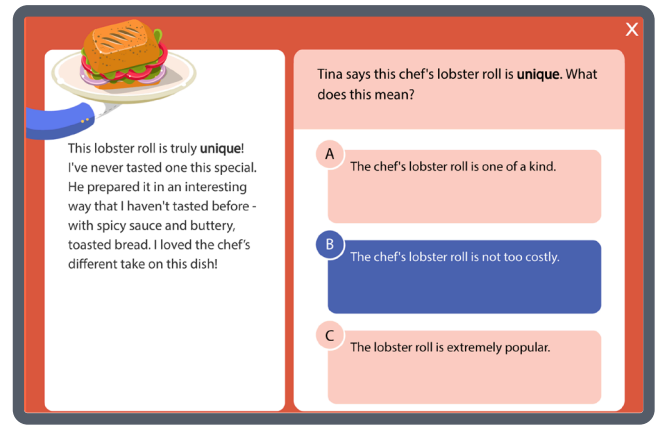 X
This lobster roll is truly unique!
I've never tasted one this special.
He prepared it in an interesting
way that I haven't tasted before -
with spicy sauce and buttery,
toasted bread. I loved the chef's
different take on this dish!
Tina says this chef's lobster roll is unique. What
does this mean?
A
The chef's lobster roll is one of a kind.
B
The chef's lobster roll is not too costly.
C
The lobster roll is extremely popular.